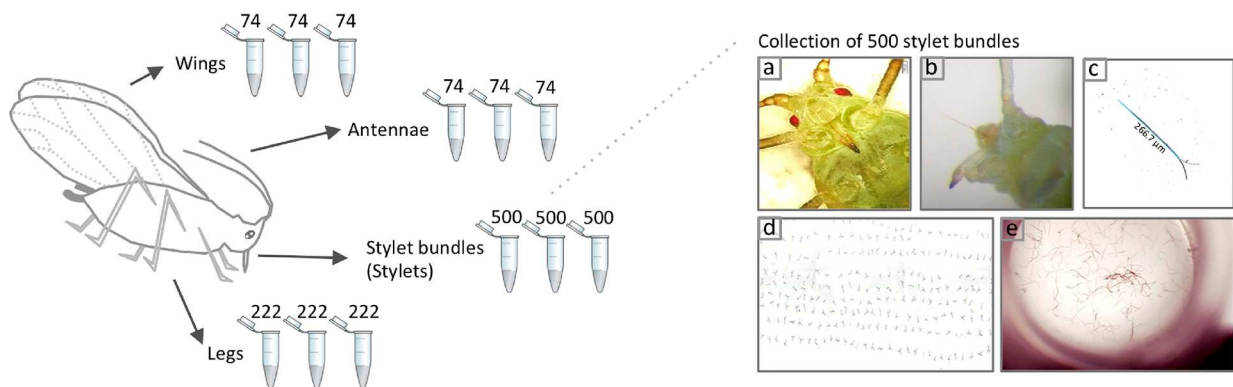 74 74 74
Wings
74 74 74
Antennae
500 500 500
Stylet bundles
(Stylets)
222 222 222
Legs
Collection of 500 stylet bundles
a
b
c
266.7 µm
d
e